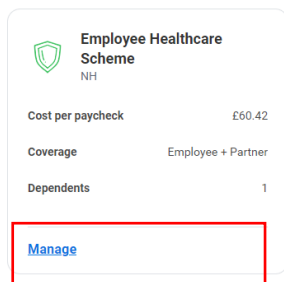 Employee Healthcare
Scheme
NH
Cost per paycheck £60.42
Coverage Employee + Partner
Dependents 1
Manage